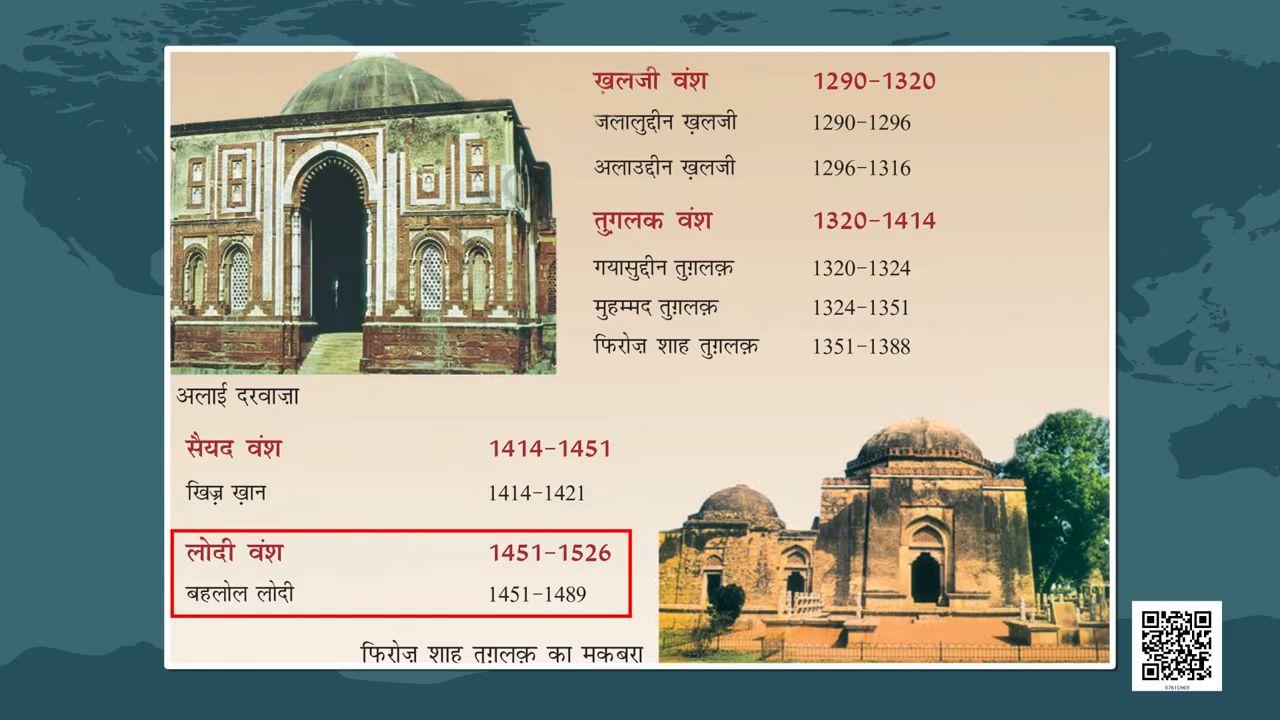 ख़लजी वंश 1290-1320
जलालुद्दीन ख़लजी 1290-1296
अलाउद्दीन ख़लजी 1296-1316
तुग़लक वंश 1320-1414
गयासुद्दीन तुग़लक़ 1320-1324
मुहम्मद तुग़लक़ 1324-1351
फिरोज़ शाह तुग़लक़ 1351-1388
अलाई दरवाज़ा
सैयद वंश 1414-1451
खिज़्र ख़ान 1414-1421
लोदी वंश 1451-1526
बहलोल लोदी 1451-1489
फिरोज़ शाह तुग़लक़ का मकबरा
0761CH03